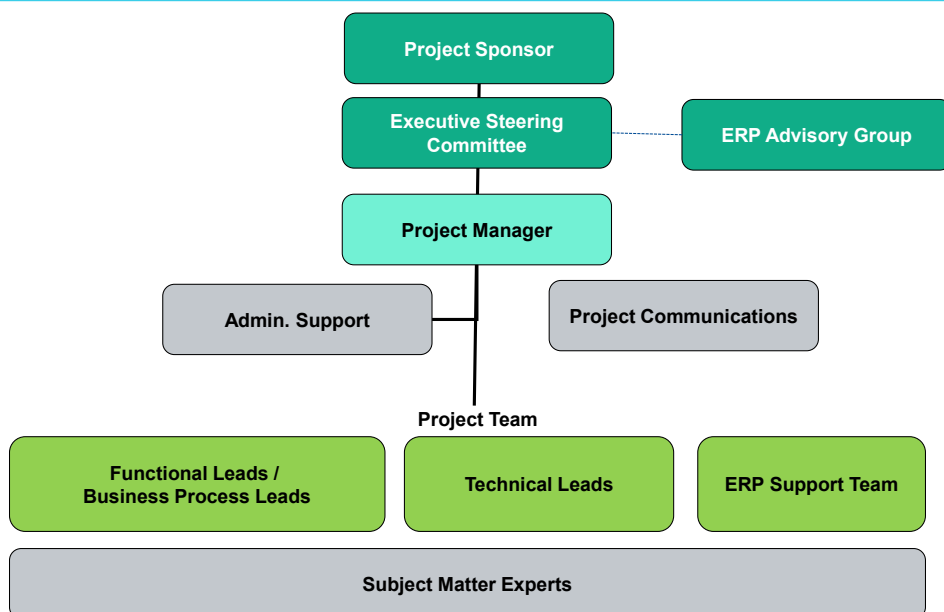 Project Sponsor
Executive Steering
Committee
ERP Advisory Group
Project Manager
Admin. Support
Project Communications
Project Team
Functional Leads /
Business Process Leads
Technical Leads
ERP Support Team
Subject Matter Experts